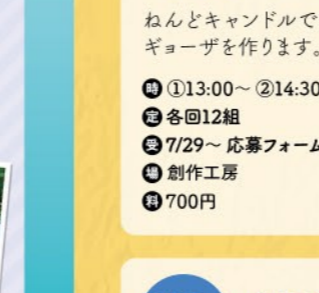 ねんどキャンドルで
ギョーザを作ります。
時 ①13:00～ ②14:30
定 各回12組
受 7/29～ 応募フォーム
場 創作工房
料 700円